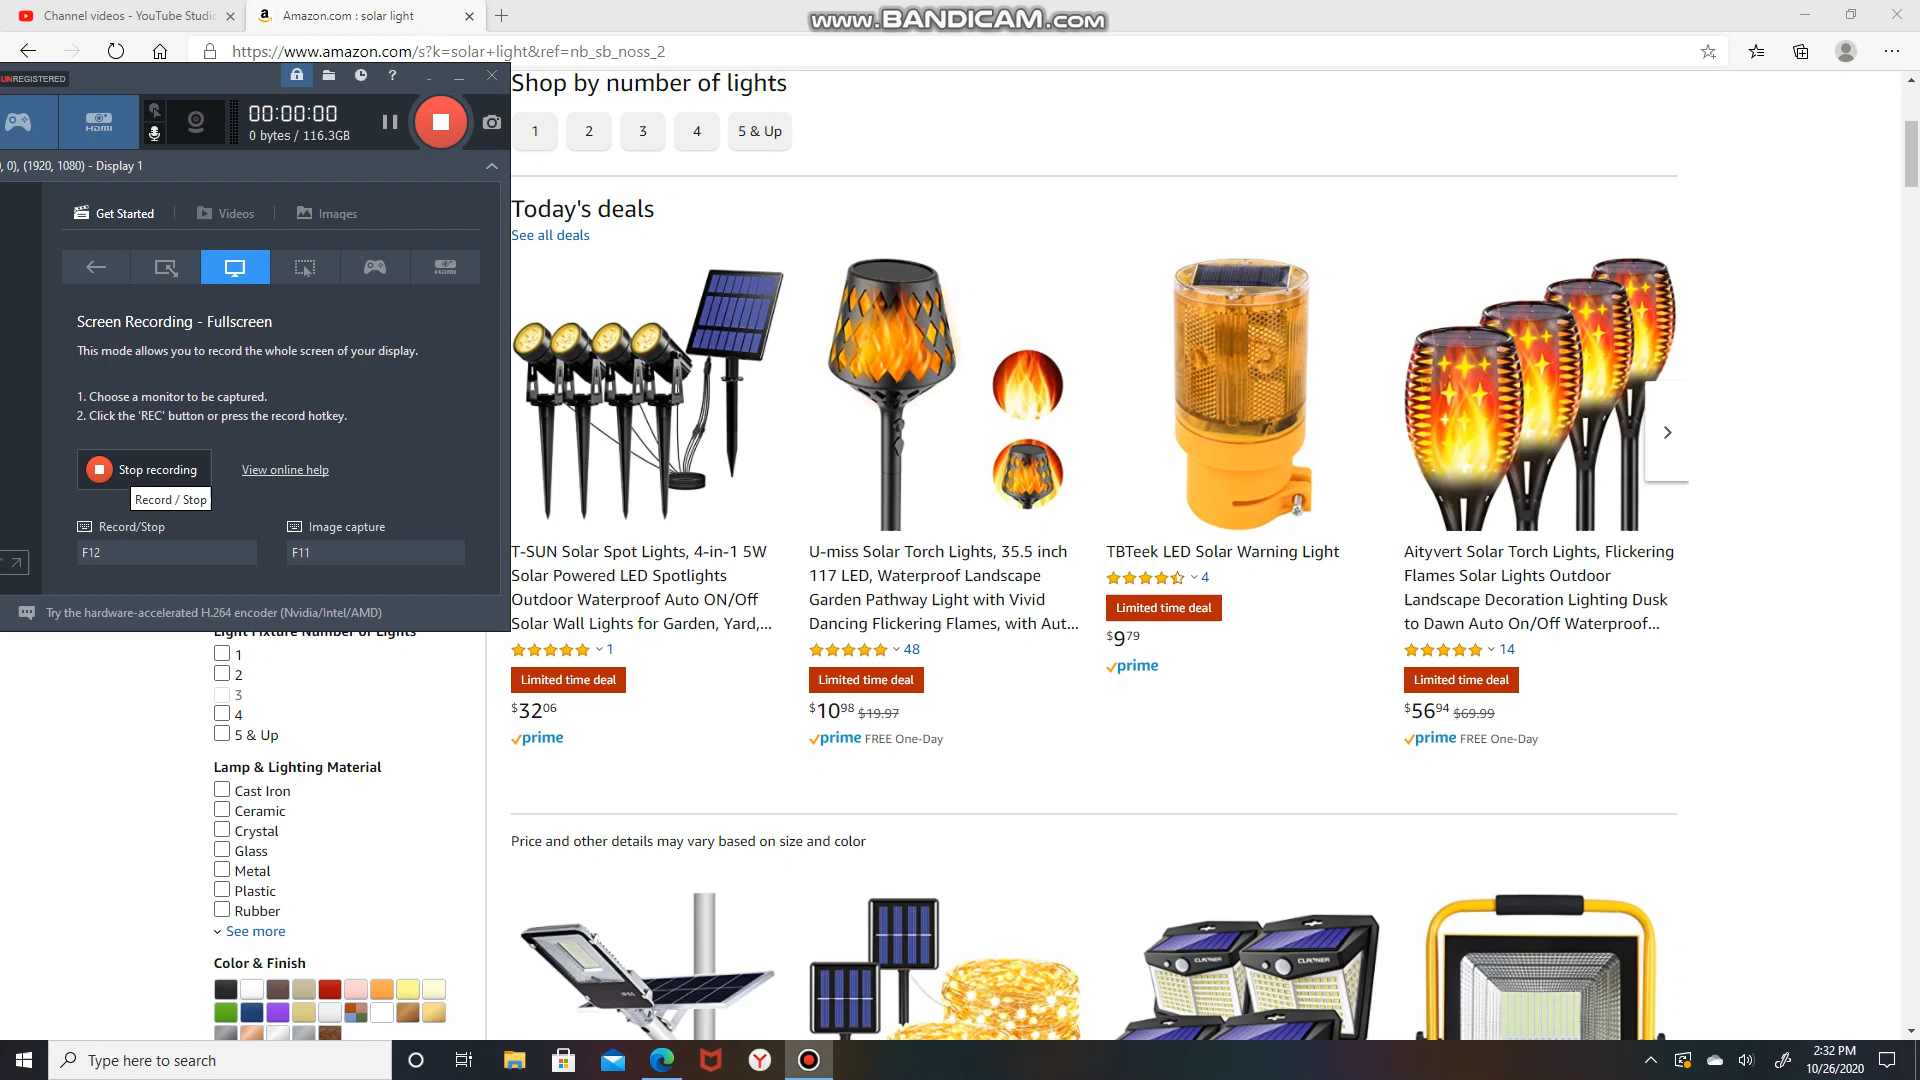 Channel videos - YouTube Studio
Amazon.com : solar light
www.BANDICAM.com
https://www.amazon.com/s?k=solar+light&ref=nb_sb_noss_2
UNREGISTERED
?
HDMI
00:00:00
0 bytes / 116.3GB
, 0), (1920, 1080) - Display 1
Get Started
Videos
Images
HDMI
Screen Recording - Fullscreen
This mode allows you to record the whole screen of your display.
1. Choose a monitor to be captured.
2. Click the 'REC' button or press the record hotkey.
Stop recording
View online help
Record / Stop
Record/Stop
Image capture
F12
F11
Try the hardware-accelerated H.264 encoder (Nvidia/Intel/AMD)
Shop by number of lights
1
2
3
4
5 & Up
Today's deals
See all deals
T-SUN Solar Spot Lights, 4-in-1 5W
Solar Powered LED Spotlights
Outdoor Waterproof Auto ON/Off
Solar Wall Lights for Garden, Yard,...
1
Limited time deal
$3206
prime
U-miss Solar Torch Lights, 35.5 inch
117 LED, Waterproof Landscape
Garden Pathway Light with Vivid
Dancing Flickering Flames, with Aut...
48
Limited time deal
$1098 $19.97
prime FREE One-Day
TBTeek LED Solar Warning Light
4
Limited time deal
$979
prime
Aityvert Solar Torch Lights, Flickering
Flames Solar Lights Outdoor
Landscape Decoration Lighting Dusk
to Dawn Auto On/Off Waterproof...
14
Limited time deal
$5694 $69.99
prime FREE One-Day
Light Fixture Number of Lights
1
2
3
4
5 & Up
Lamp & Lighting Material
Cast Iron
Ceramic
Crystal
Glass
Metal
Plastic
Rubber
See more
Color & Finish
Price and other details may vary based on size and color
CLAONER
CLAONER
Type here to search
2:32 PM
10/26/2020